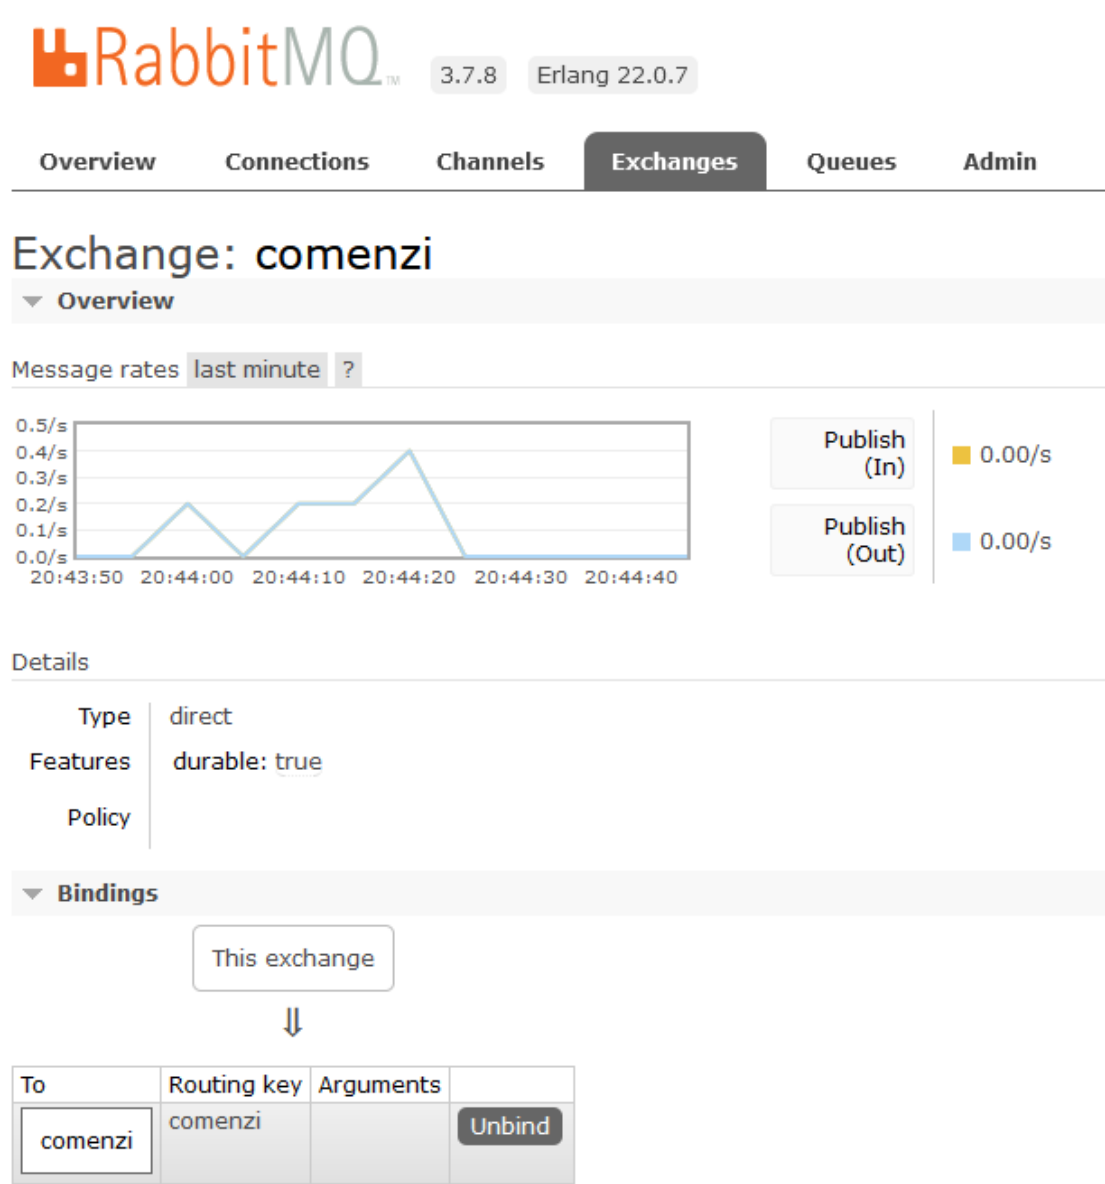 RabbitMQ™ 3.7.8 Erlang 22.0.7
Overview Connections Channels Exchanges Queues Admin
Exchange: comenzi
Overview
Message rates last minute ?
0.5/s
0.4/s
0.3/s
0.2/s
0.1/s
0.0/s
20:43:50 20:44:00 20:44:10 20:44:20 20:44:30 20:44:40
Publish
(In)
0.00/s
Publish
(Out)
0.00/s
Details
Type direct
Features durable: true
Policy
Bindings
This exchange
⇓
To Routing key Arguments
comenzi comenzi Unbind